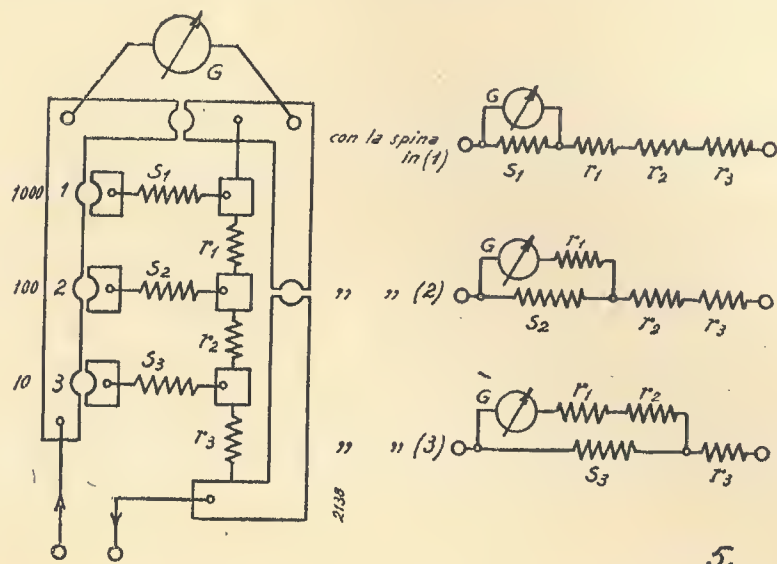 G
con la spina
in (1)
G
s1 r1 r2 r3
1000 1 s1
r1
100 2 s2
" " (2)
G r1
s2 r2 r3
r2
10 3 s3
r3
" " (3)
G r1 r2
s3 r3
2138
5.